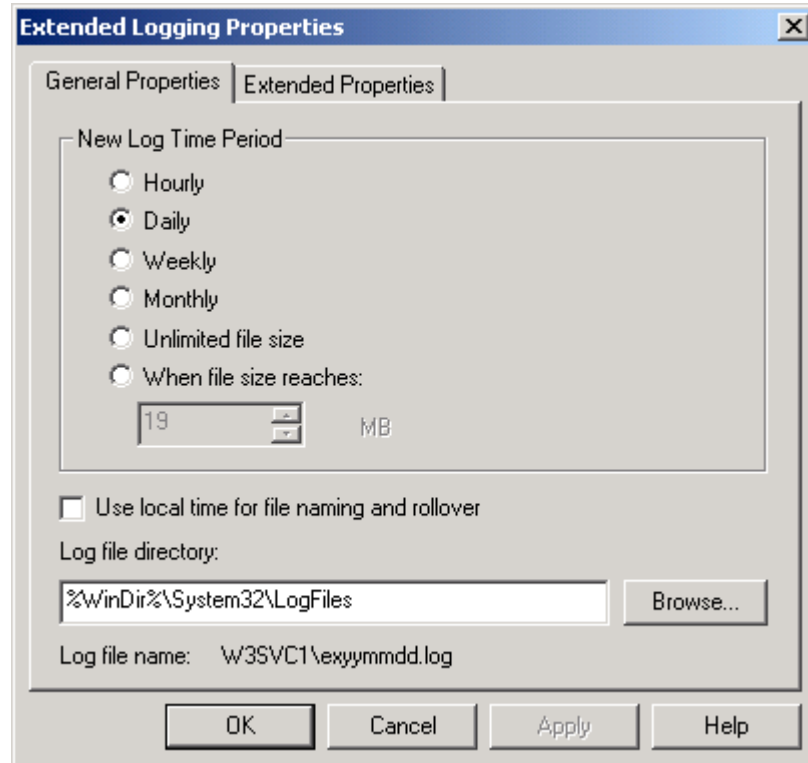 Extended Logging Properties
General Properties
Extended Properties
New Log Time Period
Hourly
Daily
Weekly
Monthly
Unlimited file size
When file size reaches:
19 MB
Use local time for file naming and rollover
Log file directory:
%WinDir%\System32\LogFiles Browse...
Log file name: W3SVC1\exyymmdd.log
OK Cancel Apply Help